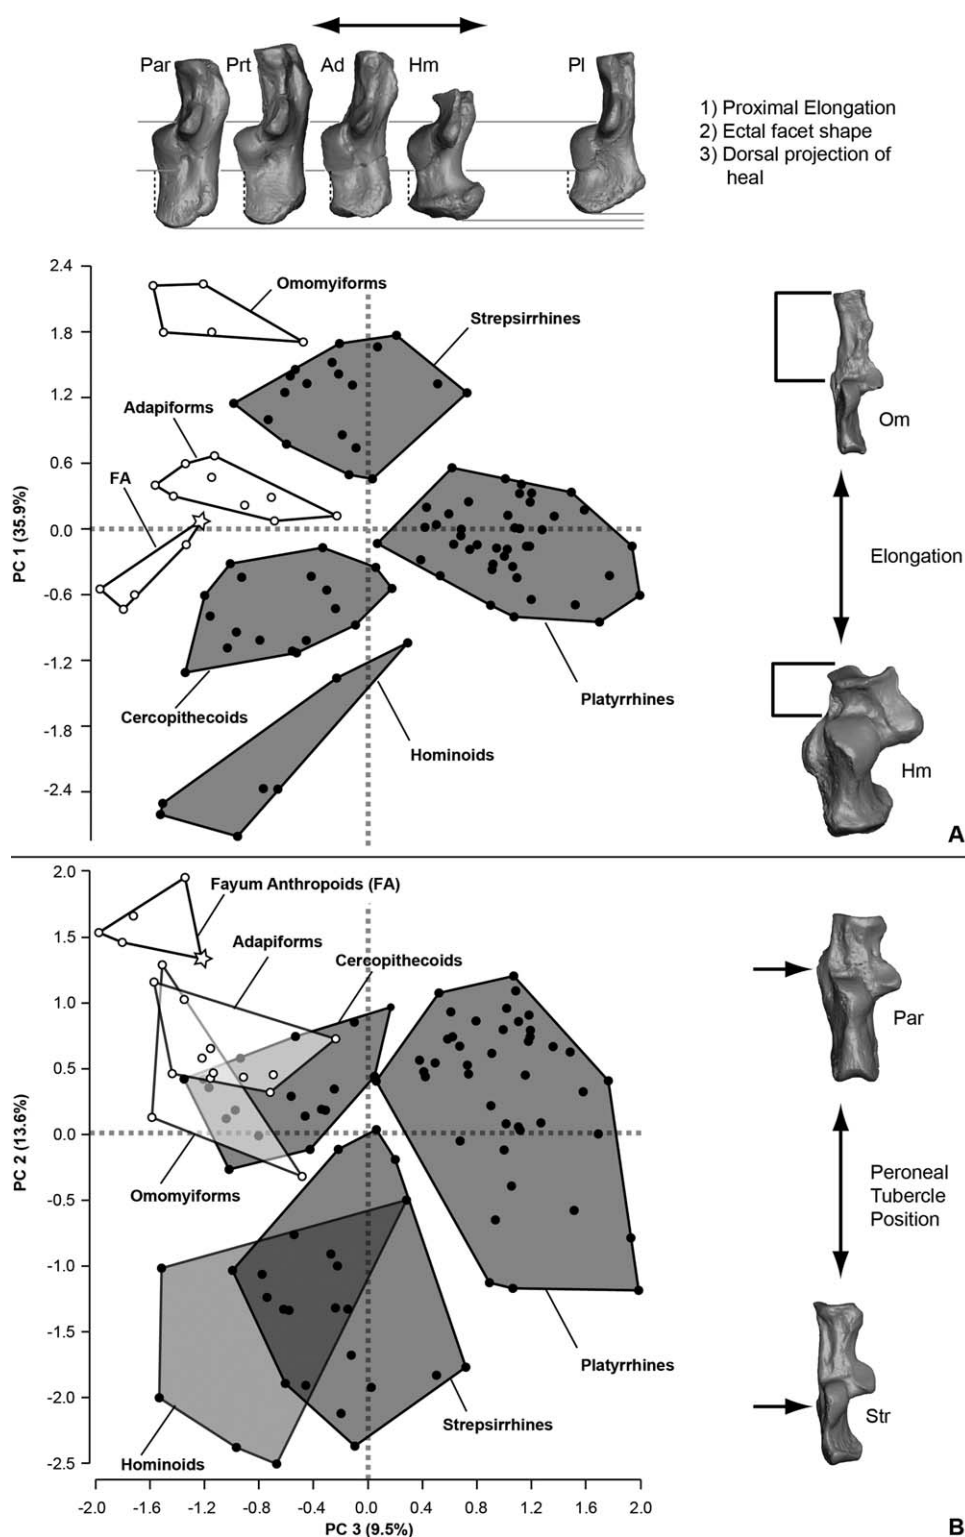 Par Prt Ad Hm Pl
1) Proximal Elongation
2) Ectal facet shape
3) Dorsal projection of
heal
2.4
1.8
1.2
0.6
0.0
-0.6
-1.2
-1.8
-2.4
PC 1 (35.9%)
Omomyiforms
Strepsirrhines
Adapiforms
FA
Cercopithecoids
Platyrrhines
Hominoids
Om
Elongation
Hm
A
2.0
1.5
1.0
0.5
0.0
-0.5
-1.0
-1.5
-2.0
-2.5
PC 2 (13.6%)
Fayum Anthropoids (FA)
Adapiforms
Cercopithecoids
Omomyiforms
Platyrrhines
Strepsirrhines
Hominoids
Par
Peroneal
Tubercle
Position
Str
-2.0 -1.6 -1.2 -0.8 -0.4 0.0 0.4 0.8 1.2 1.6 2.0
PC 3 (9.5%)
B